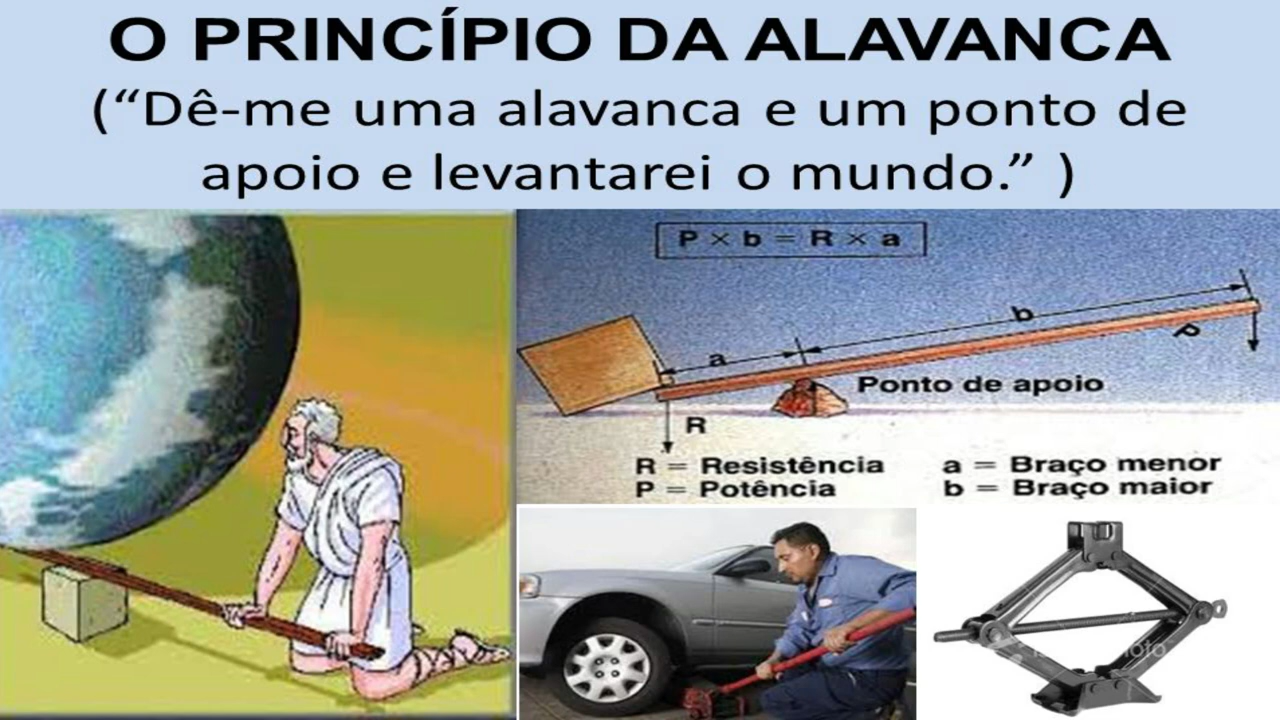 O PRINCÍPIO DA ALAVANCA
(“Dê-me uma alavanca e um ponto de
apoio e levantarei o mundo.” )
P × b = R × a
b
a
P
Ponto de apoio
R
R = Resistência a = Braço menor
P = Potência b = Braço maior